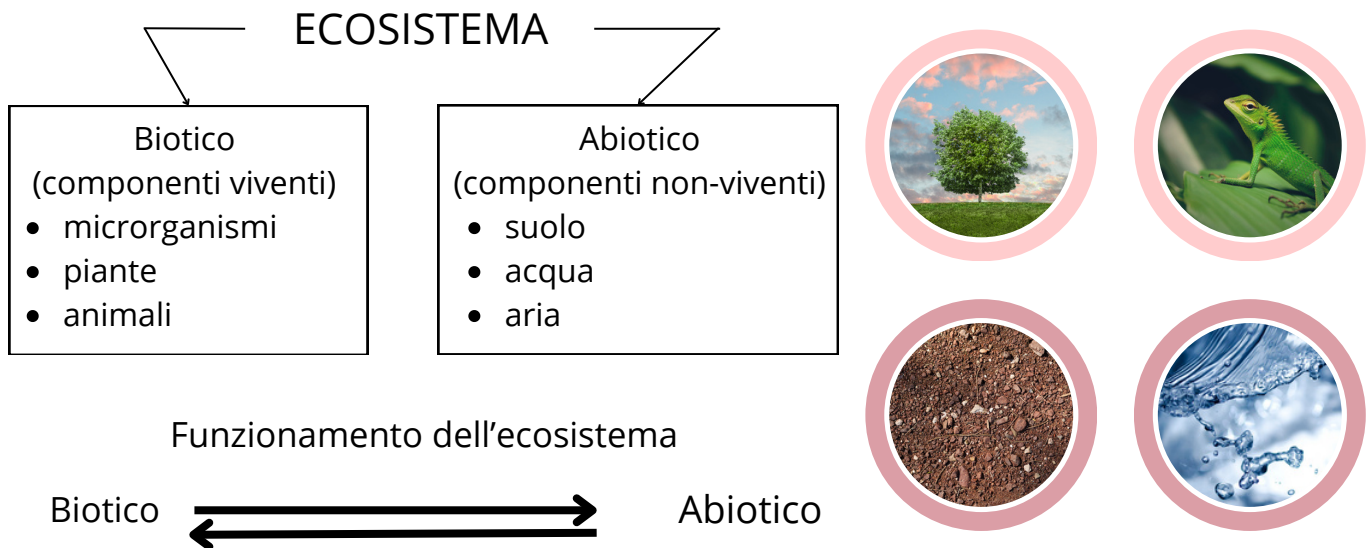 ECOSISTEMA
Biotico
(componenti viventi)
• microrganismi
• piante
• animali
Abiotico
(componenti non-viventi)
• suolo
• acqua
• aria
Funzionamento dell’ecosistema
Biotico
Abiotico